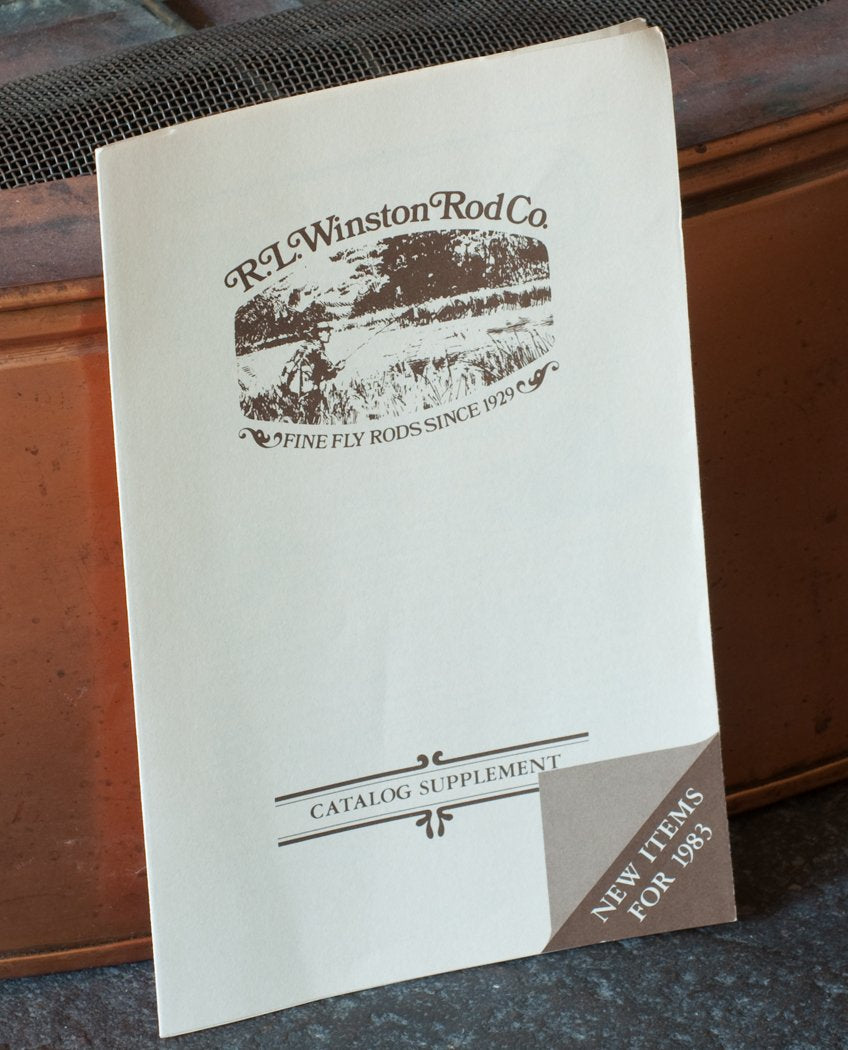 R.L. Winston Rod Co.
FINE FLY RODS SINCE 1929
CATALOG SUPPLEMENT
NEW ITEMS
FOR 1983